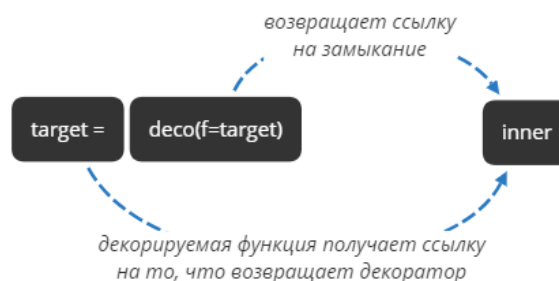 возвращает ссылку
на замыкание
target =
deco(f=target)
inner
декорируемая функция получает ссылку
на то, что возвращает декоратор